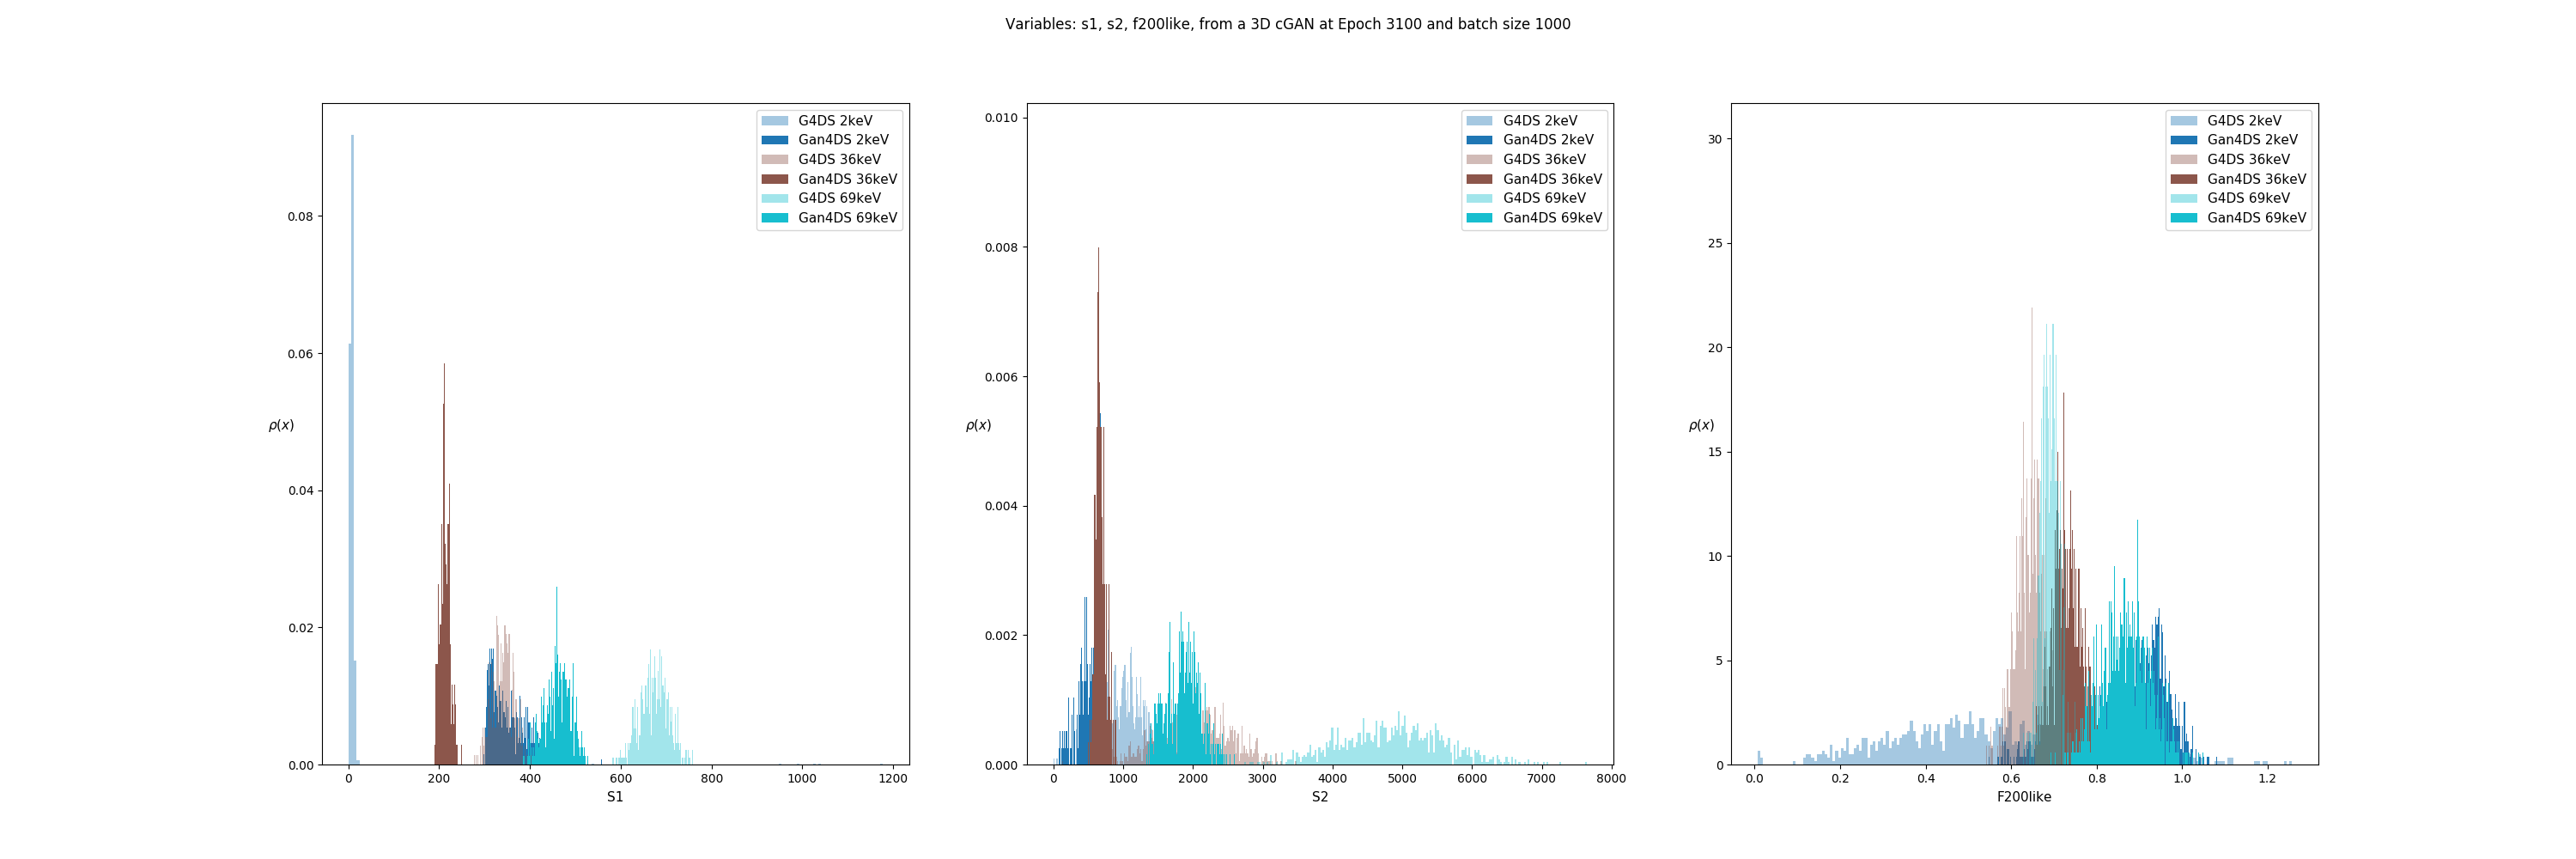 Variables: s1, s2, f200like, from a 3D cGAN at Epoch 3100 and batch size 1000
G4DS 2keV
Gan4DS 2keV
G4DS 36keV
Gan4DS 36keV
G4DS 69keV
Gan4DS 69keV
0.08
0.06
0.04
0.02
0.00
ρ(x)
0 200 400 600 800 1000 1200
S1
G4DS 2keV
Gan4DS 2keV
G4DS 36keV
Gan4DS 36keV
G4DS 69keV
Gan4DS 69keV
0.010
0.008
0.006
0.004
0.002
0.000
ρ(x)
0 1000 2000 3000 4000 5000 6000 7000 8000
S2
G4DS 2keV
Gan4DS 2keV
G4DS 36keV
Gan4DS 36keV
G4DS 69keV
Gan4DS 69keV
30
25
20
15
10
5
0
ρ(x)
0.0 0.2 0.4 0.6 0.8 1.0 1.2
F200like